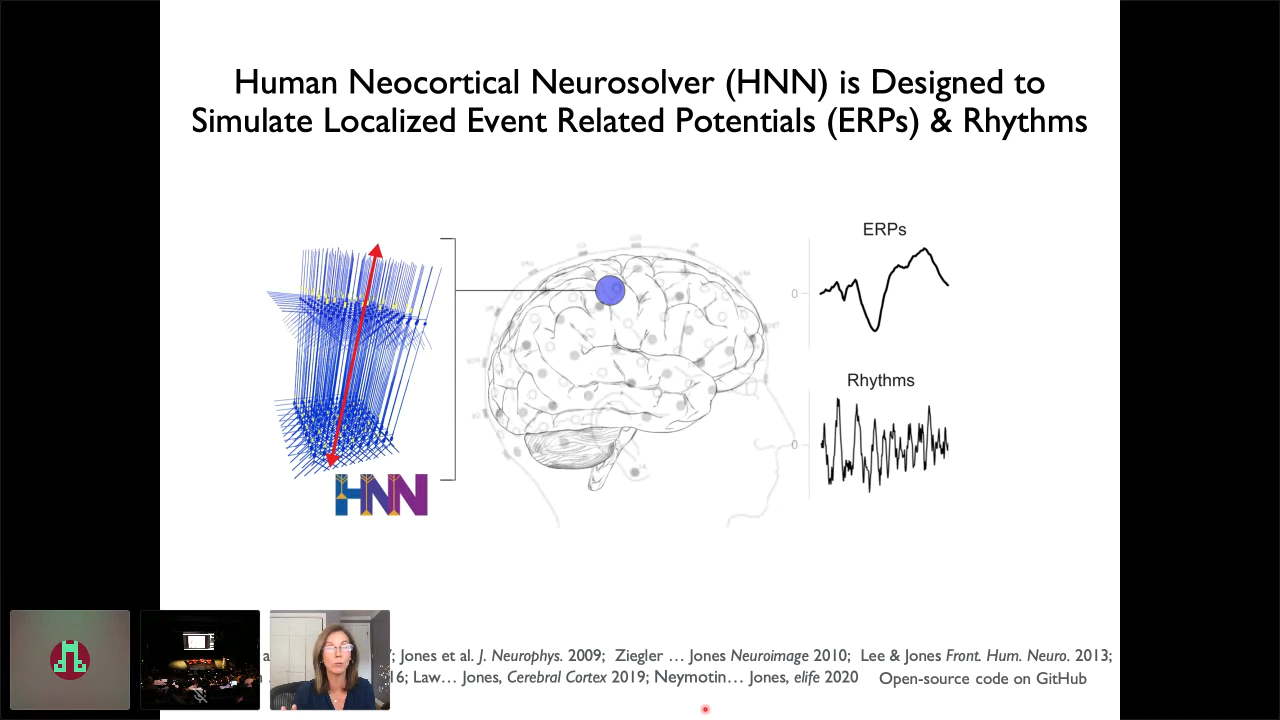 Human Neocortical Neurosolver (HNN) is Designed to
Simulate Localized Event Related Potentials (ERPs) & Rhythms
ERPs
0
Rhythms
0
HNN
; Jones et al. J. Neurophys. 2009; Ziegler … Jones Neuroimage 2010; Lee & Jones Front. Hum. Neuro. 2013;
16; Law… Jones, Cerebral Cortex 2019; Neymotin… Jones, elife 2020 Open-source code on GitHub